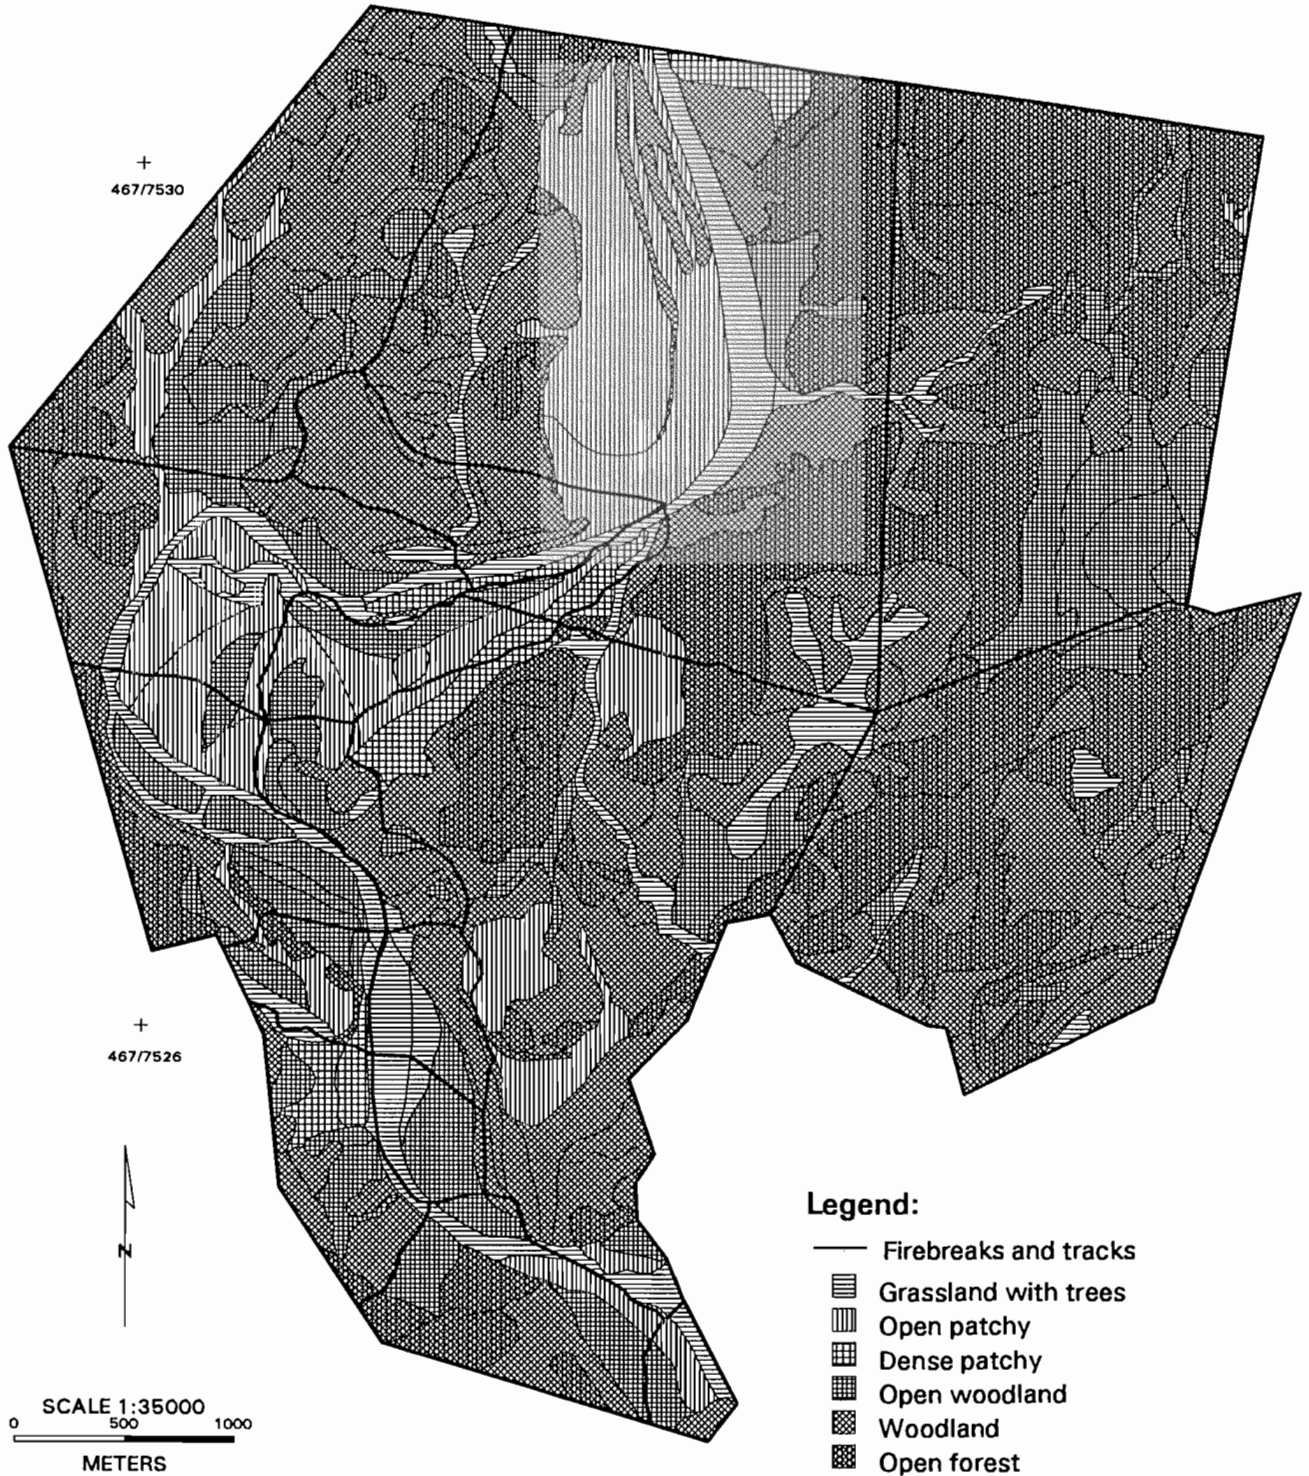 467/7530
467/7526
N
SCALE 1:35000
0 500 1000
METERS
Legend:
Firebreaks and tracks
Grassland with trees
Open patchy
Dense patchy
Open woodland
Woodland
Open forest